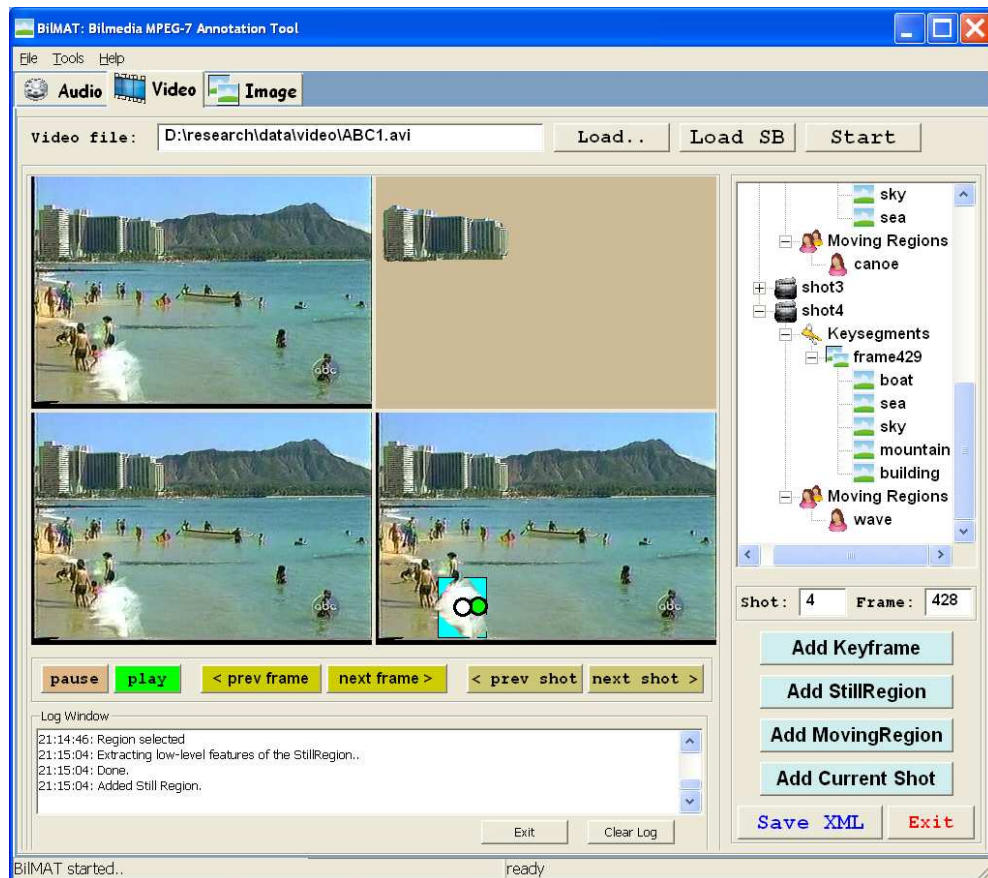 BilMAT: Bilmedia MPEG-7 Annotation Tool
File Tools Help
Audio Video Image
Video file: D:\research\data\video\ABC1.avi Load.. Load SB Start
abc
abc
abc
sky
sea
Moving Regions
canoe
shot3
shot4
Keysegments
frame429
boat
sea
sky
mountain
building
Moving Regions
wave
Shot: 4 Frame: 428
pause play < prev frame next frame > < prev shot next shot >
Log Window
21:14:46: Region selected
21:15:04: Extracting low-level features of the StillRegion..
21:15:04: Done.
21:15:04: Added Still Region.
Exit Clear Log
Add Keyframe
Add StillRegion
Add MovingRegion
Add Current Shot
Save XML Exit
BilMAT started.. ready